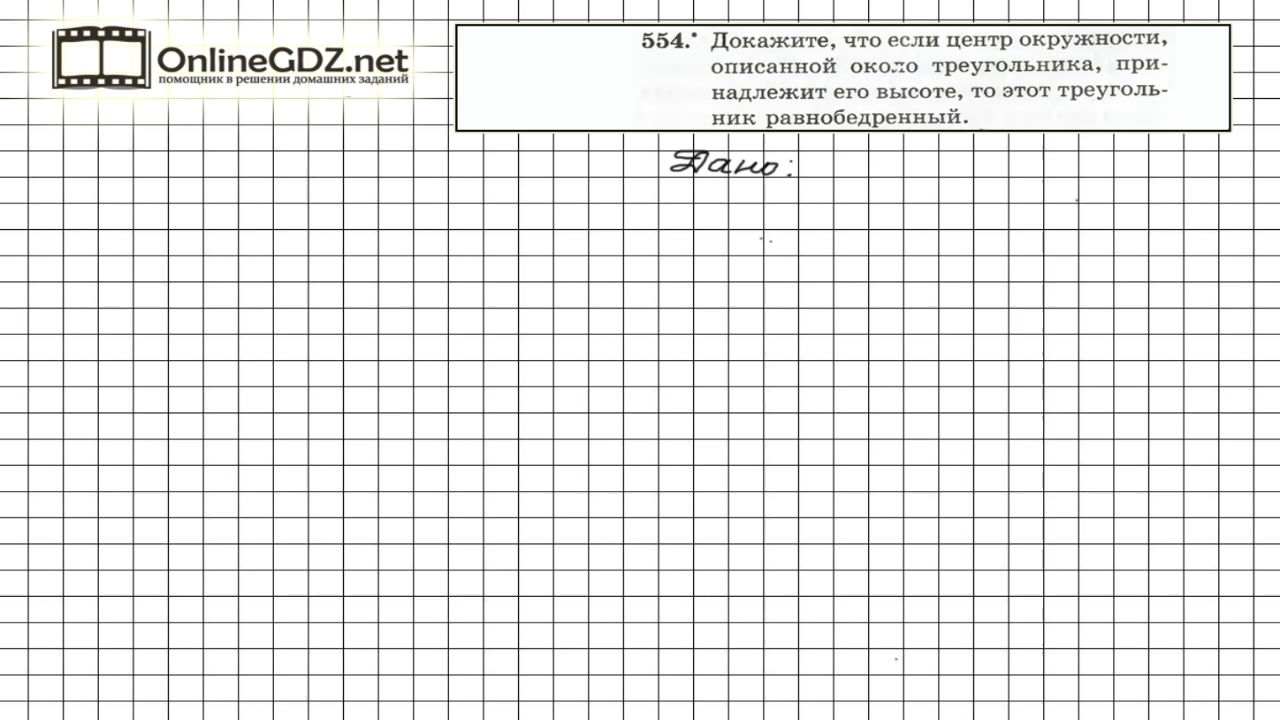 OnlineGDZ.net
помощник в решении домашних заданий
554.• Докажите, что если центр окружности,
описанной около треугольника, при-
надлежит его высоте, то этот треуголь-
ник равнобедренный.
Дано: